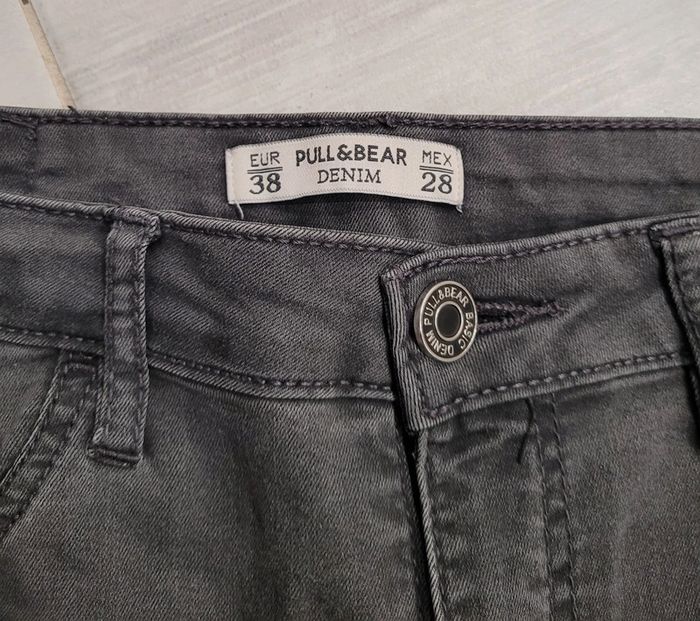 EUR PULL&BEAR MEX
38 DENIM 28
PULL&BEAR BASIC DENIM